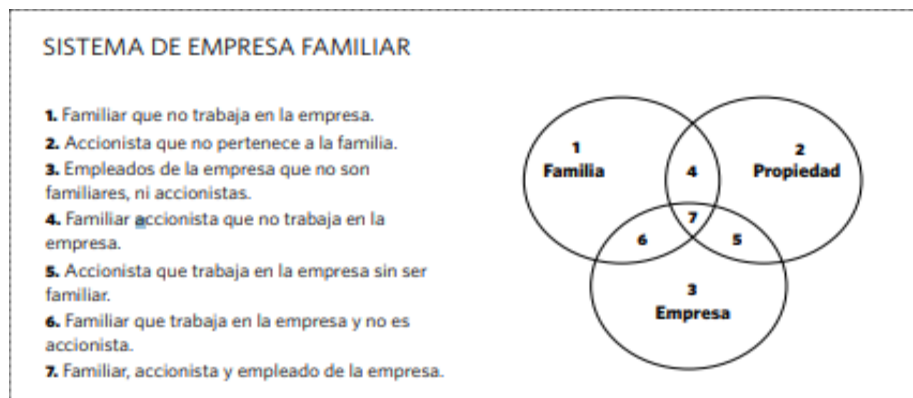 SISTEMA DE EMPRESA FAMILIAR
1. Familiar que no trabaja en la empresa.
2. Accionista que no pertenece a la familia.
3. Empleados de la empresa que no son
familiares, ni accionistas.
4. Familiar accionista que no trabaja en la
empresa.
5. Accionista que trabaja en la empresa sin ser
familiar.
6. Familiar que trabaja en la empresa y no es
accionista.
7. Familiar, accionista y empleado de la empresa.
1
Familia
4
2
Propiedad
7
6
5
3
Empresa